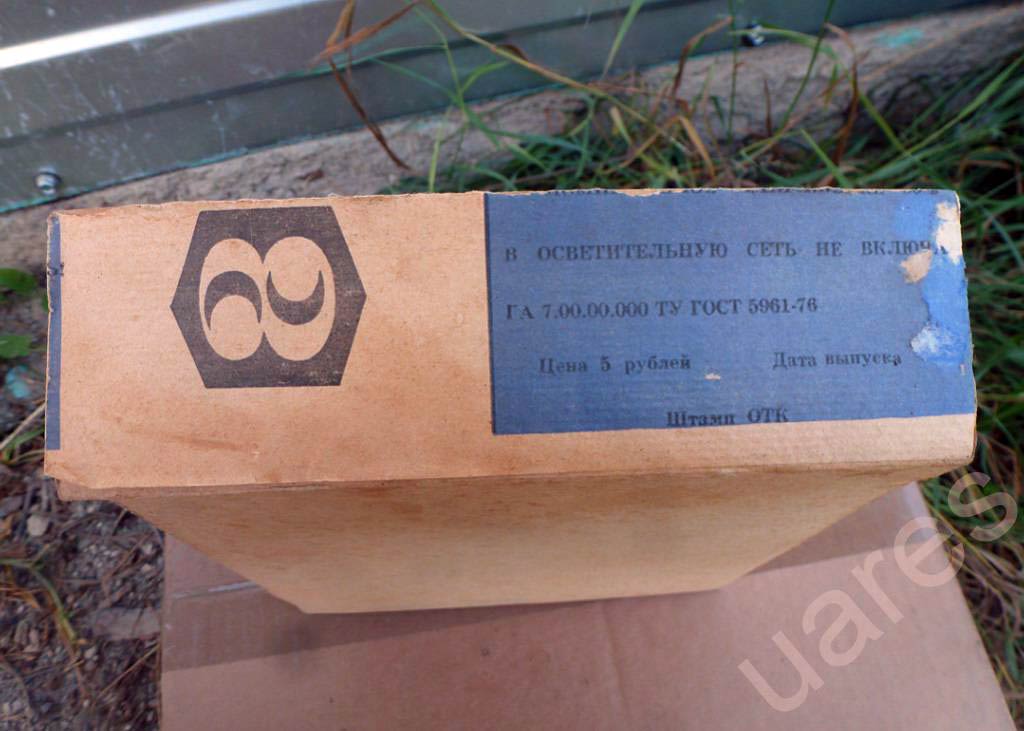 В ОСВЕТИТЕЛЬНУЮ СЕТЬ НЕ
ГА 7.00.00.000 ТУ ГОСТ 5961-76
Цена 5 рублей Дата выпуска
Штамп ОТК
uares